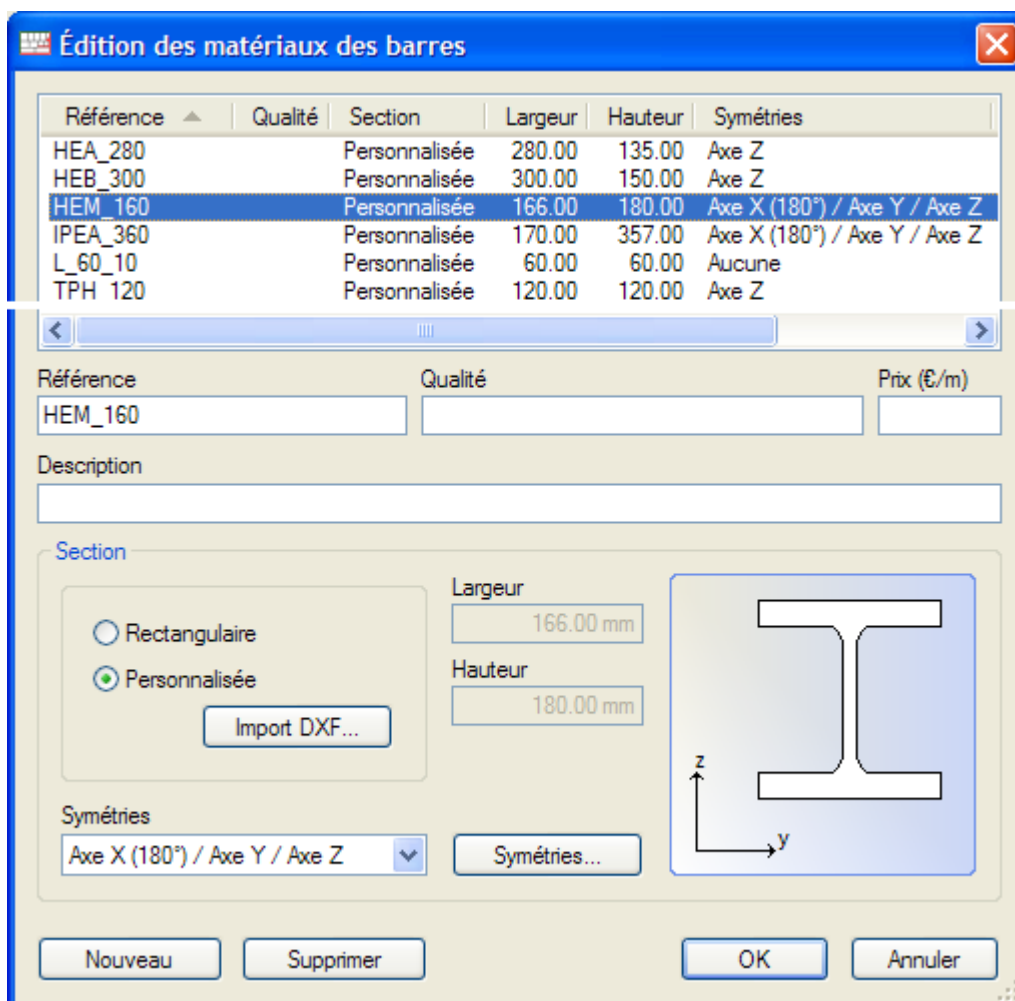 Édition des matériaux des barres
Référence Qualité Section Largeur Hauteur Symétries
HEA_280 Personnalisée 280.00 135.00 Axe Z
HEB_300 Personnalisée 300.00 150.00 Axe Z
HEM_160 Personnalisée 166.00 180.00 Axe X (180°) / Axe Y / Axe Z
IPEA_360 Personnalisée 170.00 357.00 Axe X (180°) / Axe Y / Axe Z
L_60_10 Personnalisée 60.00 60.00 Aucune
TPH_120 Personnalisée 120.00 120.00 Axe Z
Référence Qualité Prix (€/m)
HEM_160
Description
Section
Largeur
166.00 mm
Rectangulaire
Hauteur
Personnalisée
180.00 mm
Import DXF...
z
y
Symétries
Axe X (180°) / Axe Y / Axe Z Symétries...
Nouveau Supprimer OK Annuler